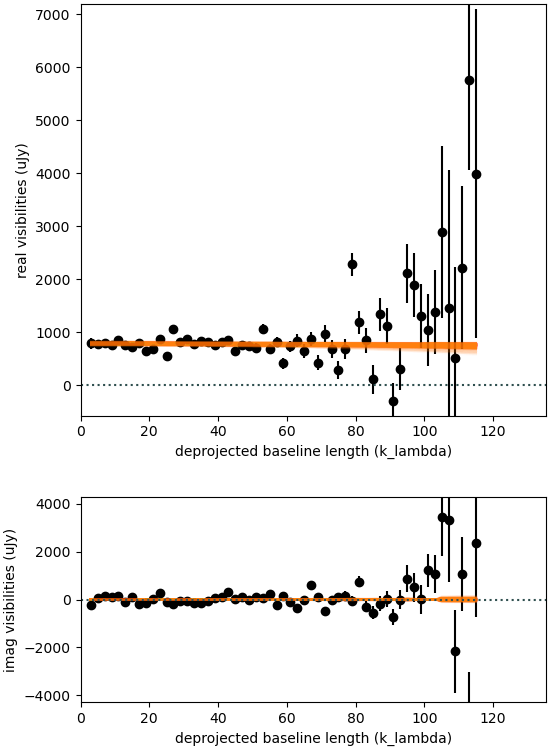 7000
6000
5000
4000
3000
2000
1000
0
real visibilities (uJy)
0 20 40 60 80 100 120
deprojected baseline length (k_lambda)
4000
2000
0
−2000
−4000
imag visibilities (uJy)
0 20 40 60 80 100 120
deprojected baseline length (k_lambda)